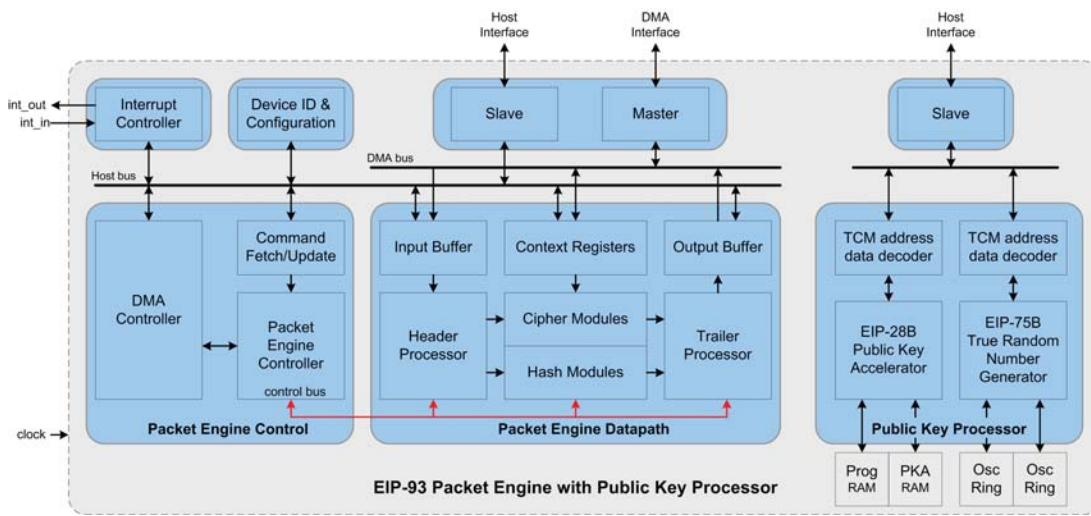 Host
Interface
DMA
Interface
Host
Interface
int_out
int_in
Interrupt
Controller
Device ID &
Configuration
Slave
Master
Slave
DMA bus
Host bus
DMA
Controller
Command
Fetch/Update
Packet
Engine
Controller
control bus
Packet Engine Control
Input Buffer
Context Registers
Output Buffer
Header
Processor
Cipher Modules
Hash Modules
Trailer
Processor
Packet Engine Datapath
TCM address
data decoder
TCM address
data decoder
EIP-28B
Public Key
Accelerator
EIP-75B
True Random
Number
Generator
Public Key Processor
clock
Prog
RAM
PKA
RAM
Osc
Ring
Osc
Ring
EIP-93 Packet Engine with Public Key Processor